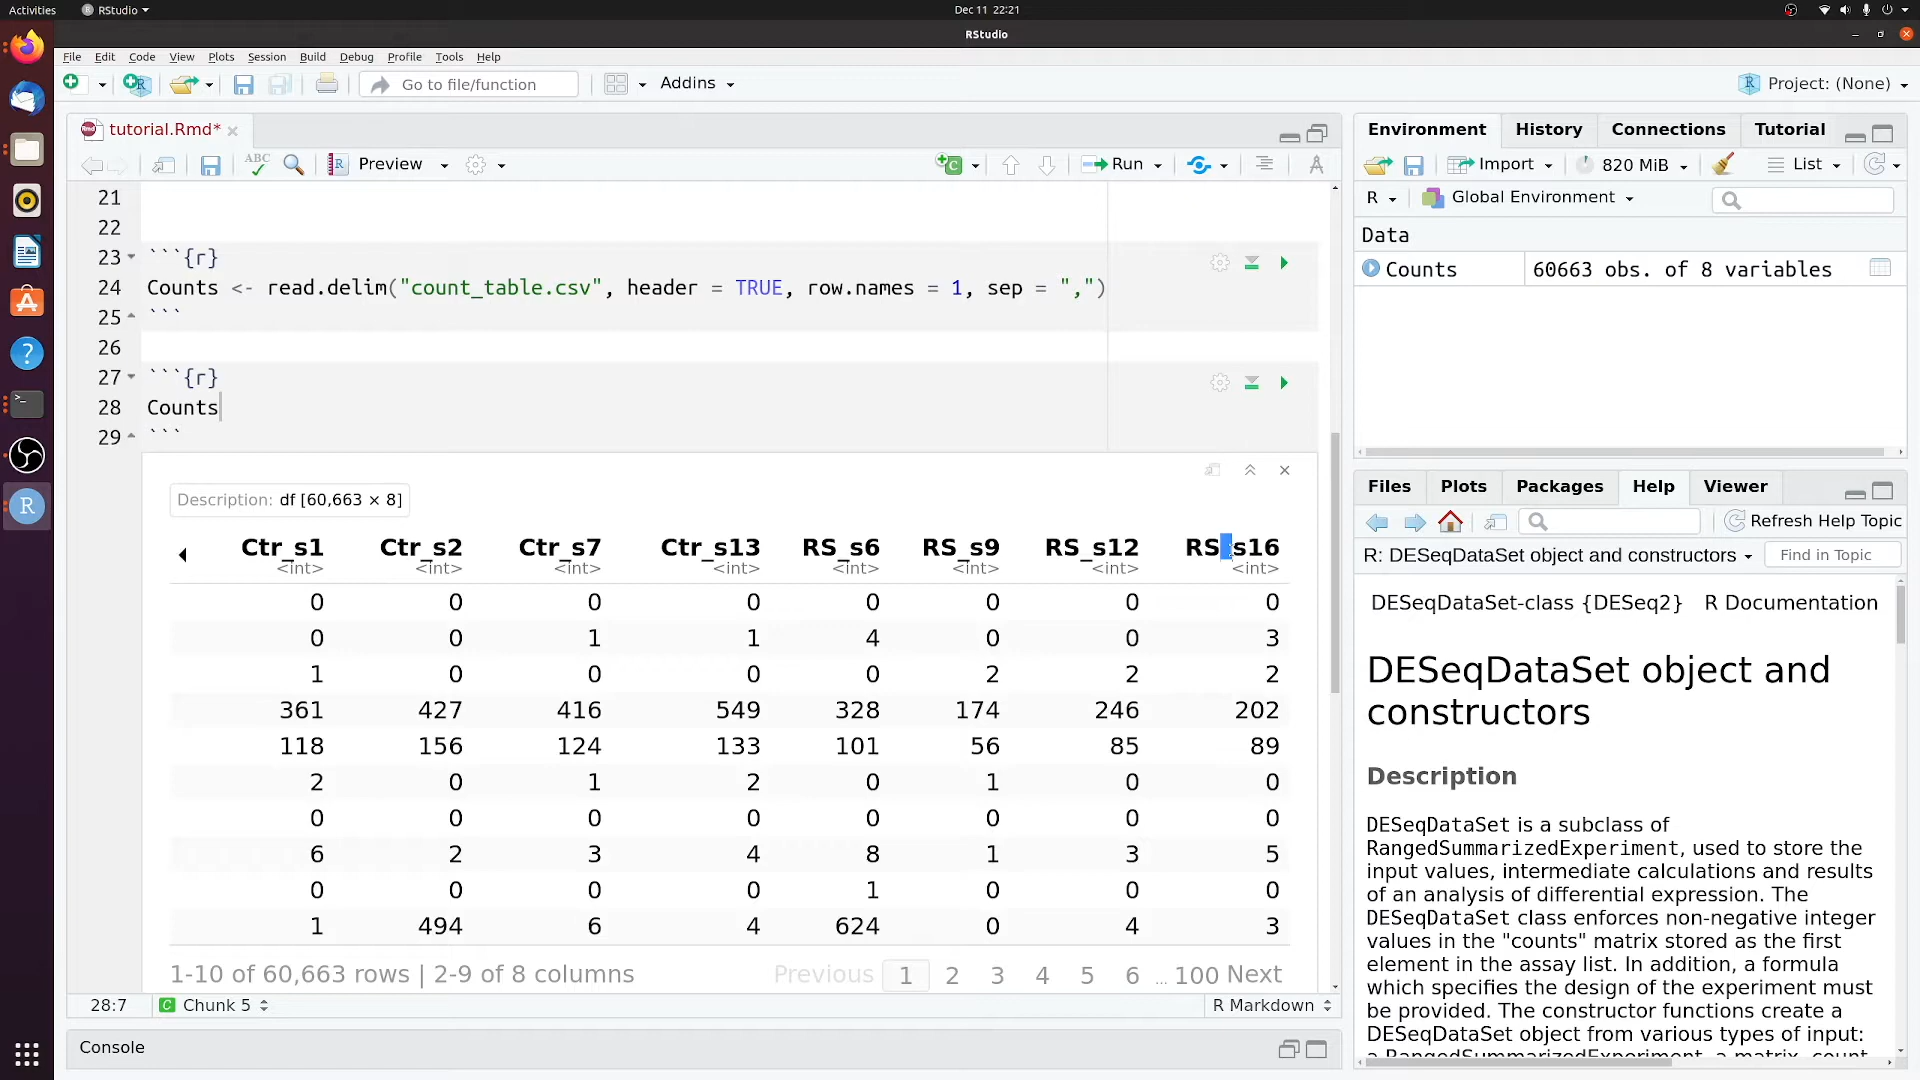 Activities RStudio Dec 11 22:21
RStudio
File Edit Code View Plots Session Build Debug Profile Tools Help
Go to file/function Addins Project: (None)
tutorial.Rmd*
ABC Preview Run
21
22
23 ```{r}
24 Counts <- read.delim("count_table.csv", header = TRUE, row.names = 1, sep = ",")
25 ```
26
27 ```{r}
28 Counts
29 ```
Description: df [60,663 × 8]
Ctr_s1 Ctr_s2 Ctr_s7 Ctr_s13 RS_s6 RS_s9 RS_s12 RS_s16
<int> <int> <int> <int> <int> <int> <int> <int>
0 0 0 0 0 0 0 0
0 0 1 1 4 0 0 3
1 0 0 0 0 2 2 2
361 427 416 549 328 174 246 202
118 156 124 133 101 56 85 89
2 0 1 2 0 1 0 0
0 0 0 0 0 0 0 0
6 2 3 4 8 1 3 5
0 0 0 0 1 0 0 0
1 494 6 4 624 0 4 3
1-10 of 60,663 rows | 2-9 of 8 columns Previous 1 2 3 4 5 6 ... 100 Next
28:7 Chunk 5 R Markdown
Console
Environment History Connections Tutorial
Import 820 MiB List
R Global Environment
Data
Counts 60663 obs. of 8 variables
Files Plots Packages Help Viewer
Refresh Help Topic
R: DESeqDataSet object and constructors Find in Topic
DESeqDataSet-class {DESeq2} R Documentation
DESeqDataSet object and
constructors
Description
DESeqDataSet is a subclass of
RangedSummarizedExperiment, used to store the
input values, intermediate calculations and results
of an analysis of differential expression. The
DESeqDataSet class enforces non-negative integer
values in the "counts" matrix stored as the first
element in the assay list. In addition, a formula
which specifies the design of the experiment must
be provided. The constructor functions create a
DESeqDataSet object from various types of input:
a RangedSummarizedExperiment, a matrix, count